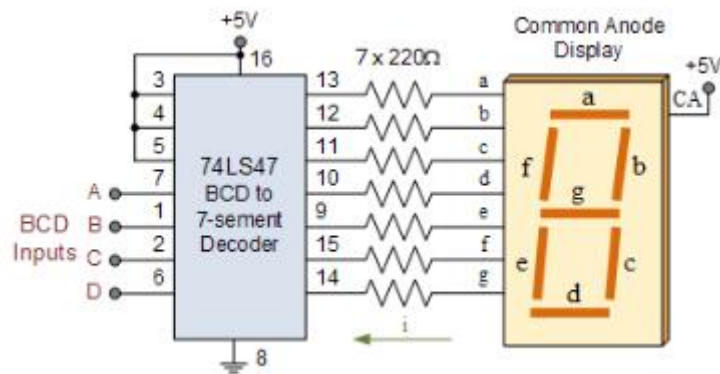 +5V
Common Anode
Display
16
7 x 220Ω
+5V
3
13
a
CA
a
4
12
b
5
11
c
f
b
74LS47
BCD to
7-sement
Decoder
7
10
d
A
g
BCD
Inputs
B
1
9
e
C
2
15
f
e
c
D
6
14
g
d
i
8